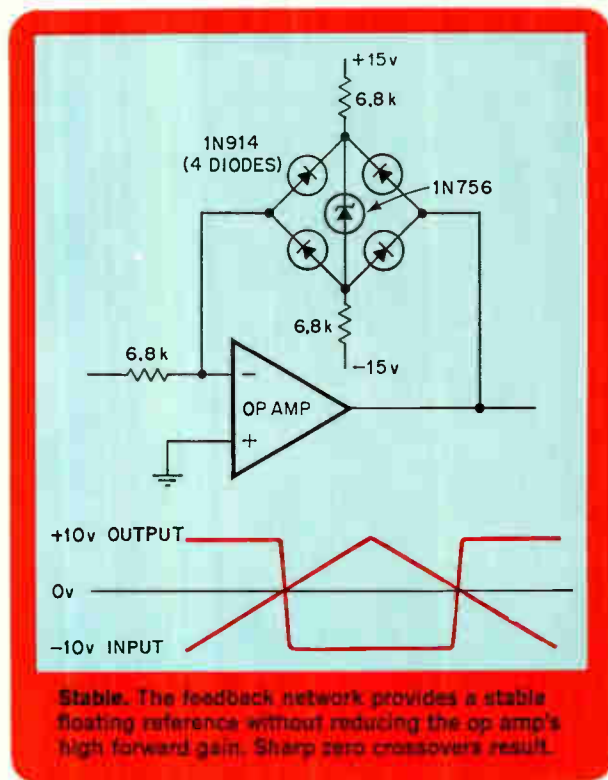 +15v
6.8k
1N914
(4 DIODES)
1N756
6.8k
-15v
6.8k
−
OP AMP
+
+10v OUTPUT
0v
-10v INPUT
Stable. The feedback network provides a stable
floating reference without reducing the op amp's
high forward gain. Sharp zero crossovers result.